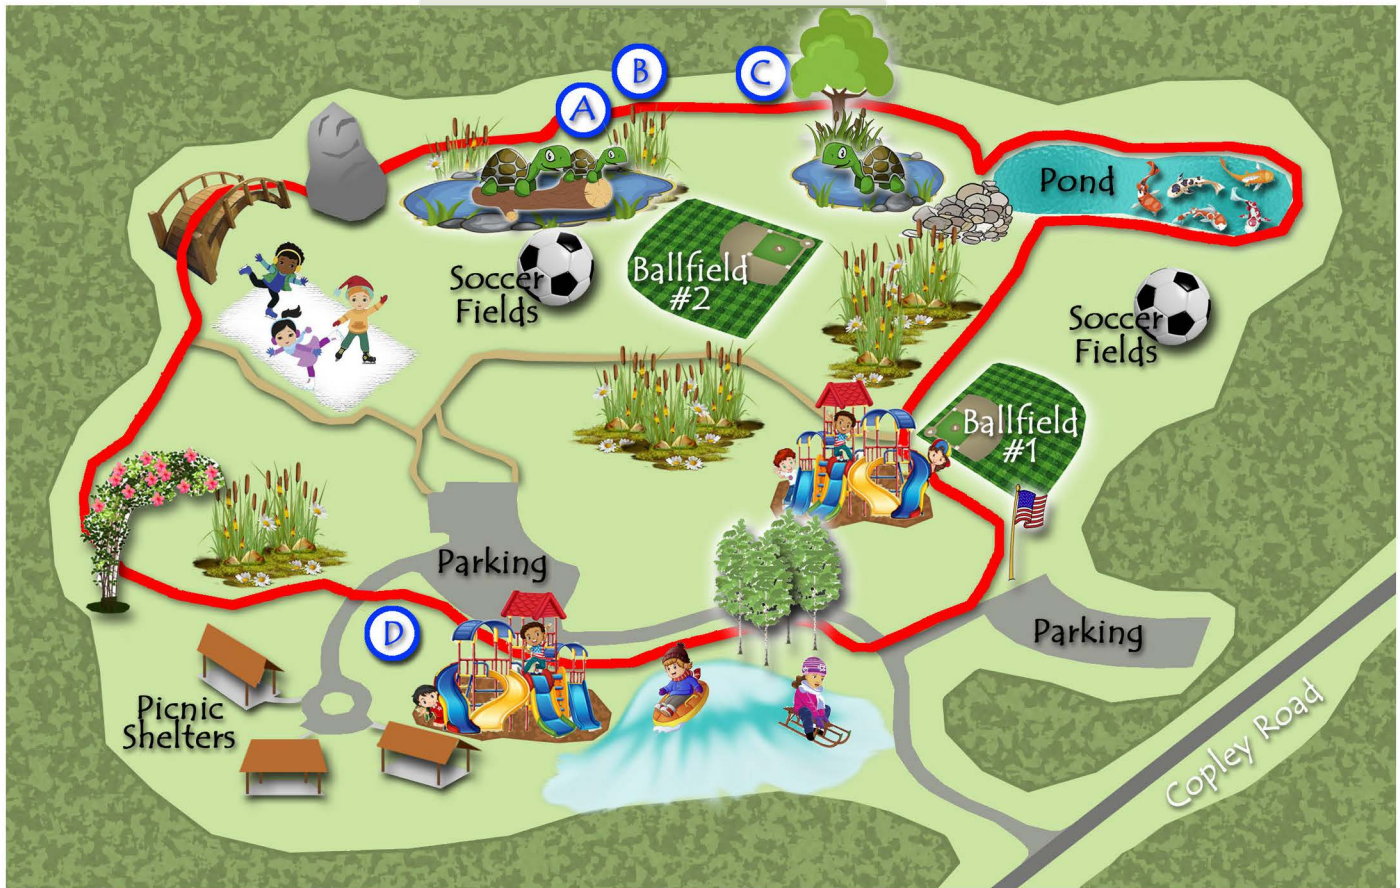 B
C
A
Pond
Soccer
Fields
Ballfield
#2
Soccer
Fields
Ballfield
#1
Parking
D
Parking
Picnic
Shelters
Copley Road